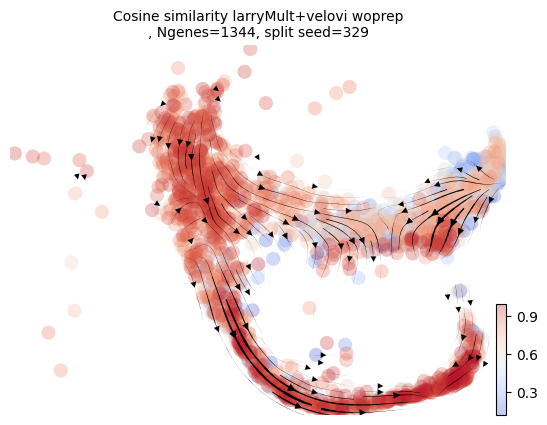 Cosine similarity larryMult+velovi woprep
, Ngenes=1344, split seed=329
0.9
0.6
0.3